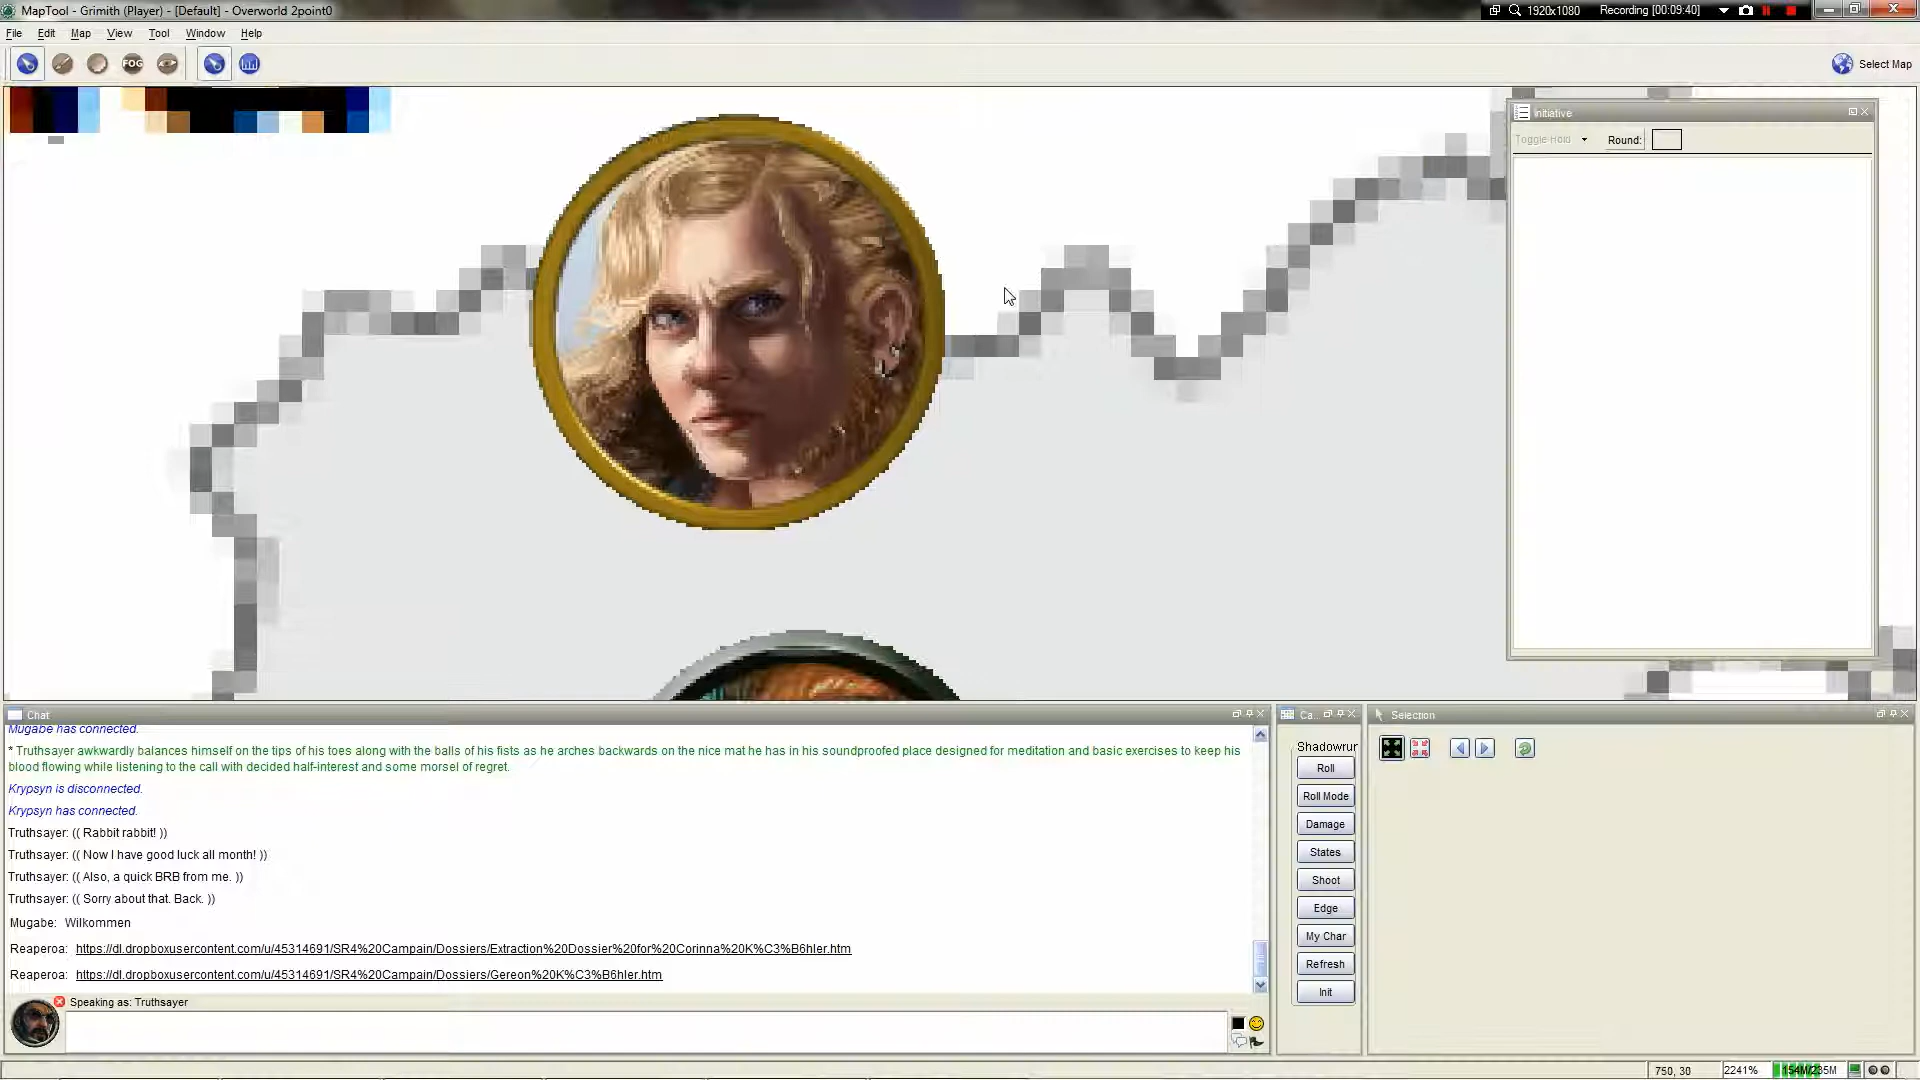 MapTool - Grimith (Player) - [Default] - Overworld 2point0
1920x1080
Recording [00:09:40]
File Edit Map View Tool Window Help
FOG
Select Map
Initiative
Toggle Hold
Round:
Chat
Mugabe has connected.
* Truthsayer awkwardly balances himself on the tips of his toes along with the balls of his fists as he arches backwards on the nice mat he has in his soundproofed place designed for meditation and basic exercises to keep his
blood flowing while listening to the call with decided half-interest and some morsel of regret.
Krypsyn is disconnected.
Krypsyn has connected.
Truthsayer: (( Rabbit rabbit! ))
Truthsayer: (( Now I have good luck all month! ))
Truthsayer: (( Also, a quick BRB from me. ))
Truthsayer: (( Sorry about that. Back. ))
Mugabe: Wilkommen
Reaperoa: https://dl.dropboxusercontent.com/u/45314691/SR4%20Campain/Dossiers/Extraction%20Dossier%20for%20Corinna%20K%C3%B6hler.htm
Reaperoa: https://dl.dropboxusercontent.com/u/45314691/SR4%20Campain/Dossiers/Gereon%20K%C3%B6hler.htm
Speaking as: Truthsayer
Ca...
Shadowrur
Roll
Roll Mode
Damage
States
Shoot
Edge
My Char
Refresh
Init
Selection
750, 30
2241%
154M/235M